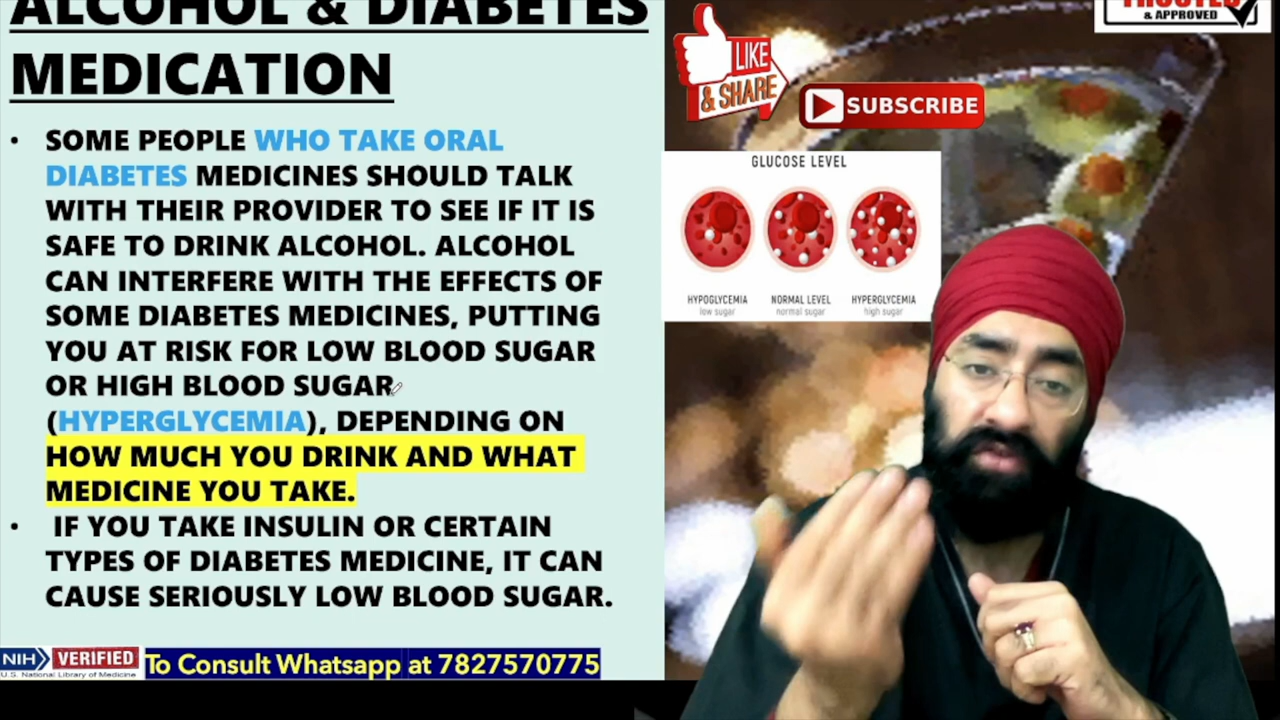 ALCOHOL & DIABETES
MEDICATION
• SOME PEOPLE WHO TAKE ORAL
DIABETES MEDICINES SHOULD TALK
WITH THEIR PROVIDER TO SEE IF IT IS
SAFE TO DRINK ALCOHOL. ALCOHOL
CAN INTERFERE WITH THE EFFECTS OF
SOME DIABETES MEDICINES, PUTTING
YOU AT RISK FOR LOW BLOOD SUGAR
OR HIGH BLOOD SUGAR
(HYPERGLYCEMIA), DEPENDING ON
HOW MUCH YOU DRINK AND WHAT
MEDICINE YOU TAKE.
• IF YOU TAKE INSULIN OR CERTAIN
TYPES OF DIABETES MEDICINE, IT CAN
CAUSE SERIOUSLY LOW BLOOD SUGAR.
NIH VERIFIED
U.S. National Library of Medicine
To Consult Whatsapp at 7827570775
LIKE
& SHARE
SUBSCRIBE
TRUSTED
& APPROVED
GLUCOSE LEVEL
HYPOGLYCEMIA NORMAL LEVEL HYPERGLYCEMIA
low sugar normal sugar high sugar